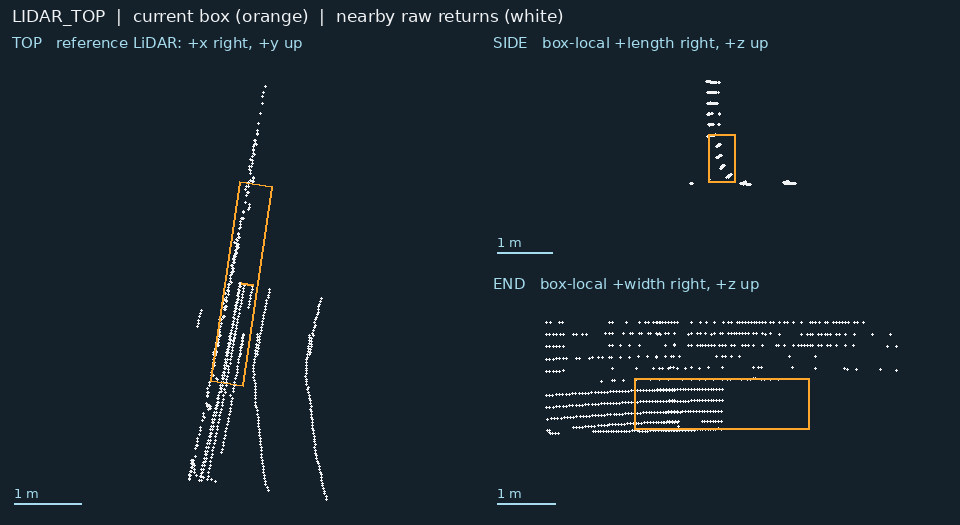 LIDAR_TOP | current box (orange) | nearby raw returns (white)
TOP reference LiDAR: +x right, +y up
SIDE box-local +length right, +z up
1 m
END box-local +width right, +z up
1 m
1 m